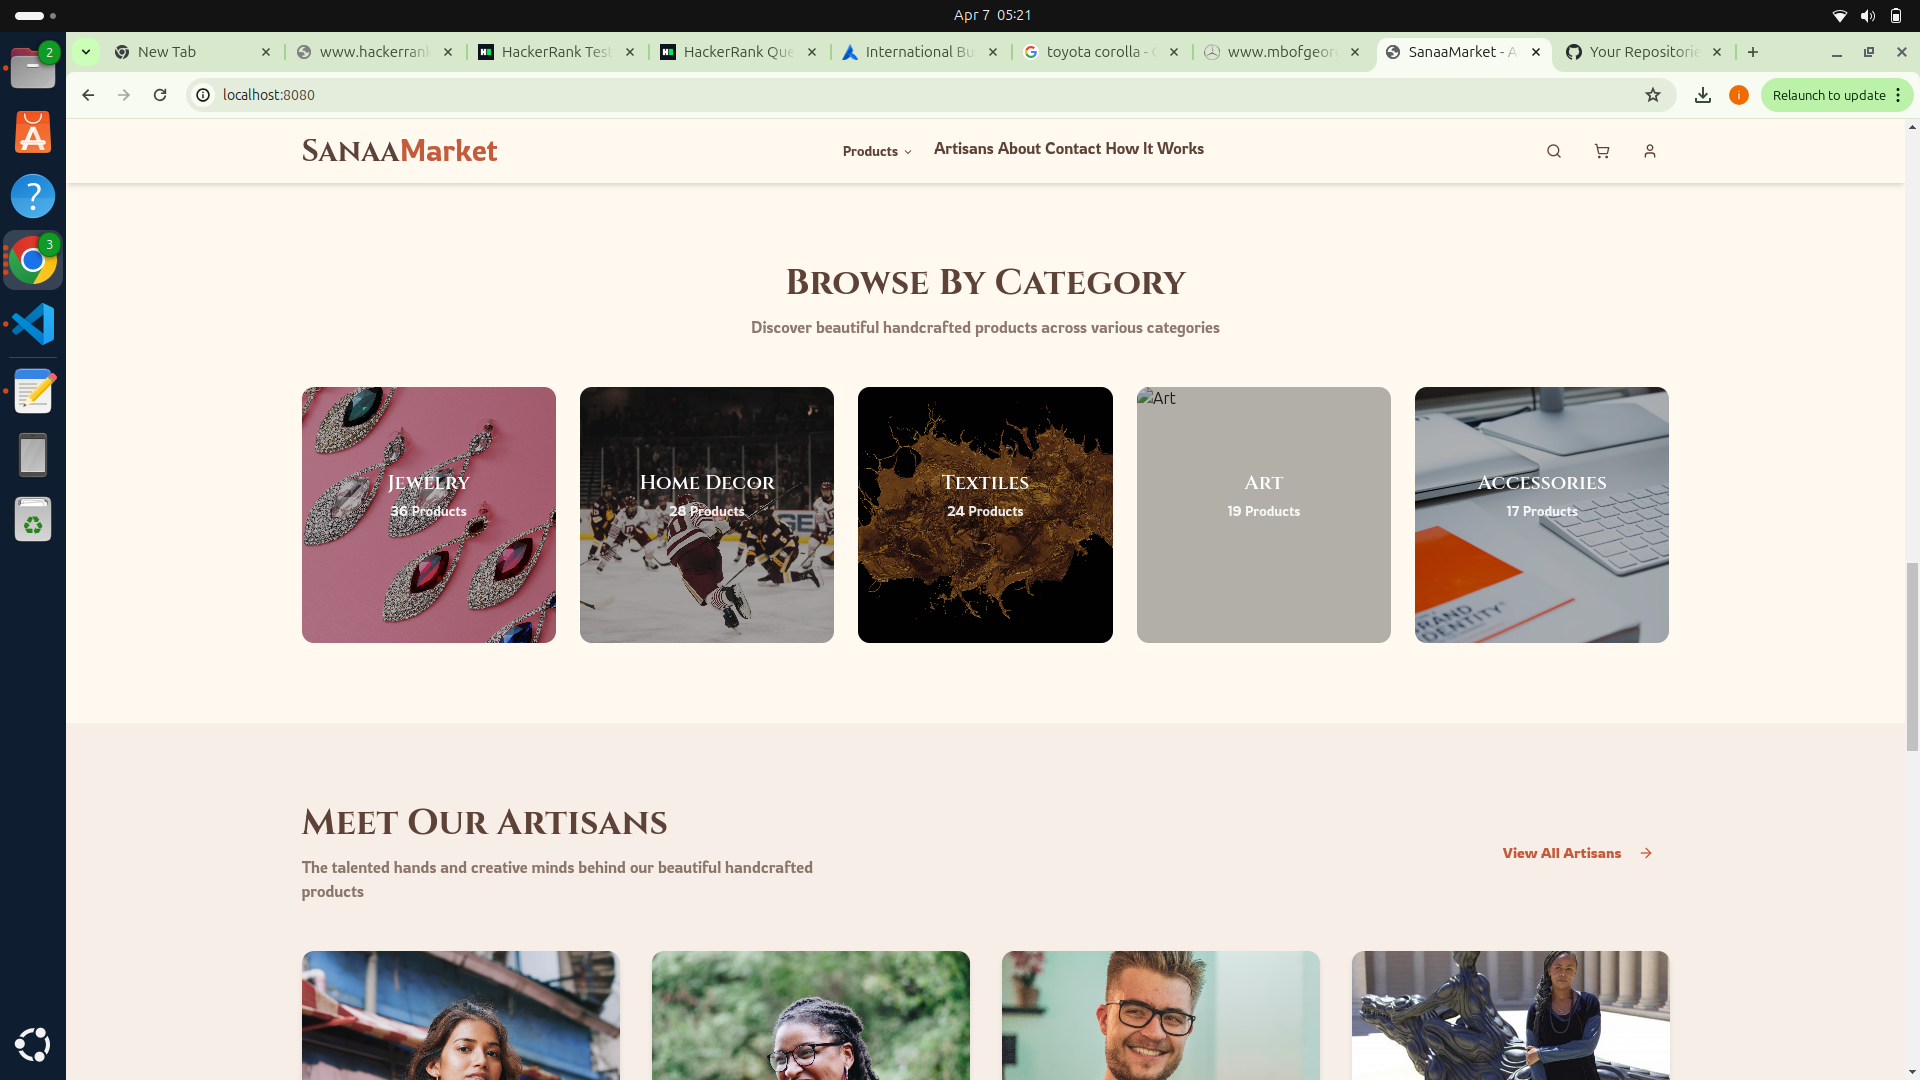 Apr 7 05:21
2
New Tab
www.hackerrank
HackerRank Test
HackerRank Que
International Bu
toyota corolla - G
www.mbofgeorg
SanaaMarket - A
Your Repositorie
localhost:8080
i
Relaunch to update
SanaaMarket
Products
Artisans About Contact How It Works
3
Browse By Category
Discover beautiful handcrafted products across various categories
Jewelry
36 Products
Home Decor
28 Products
Textiles
24 Products
Art
Art
19 Products
Accessories
17 Products
BRAND
IDENTITY
Meet Our Artisans
The talented hands and creative minds behind our beautiful handcrafted
products
View All Artisans